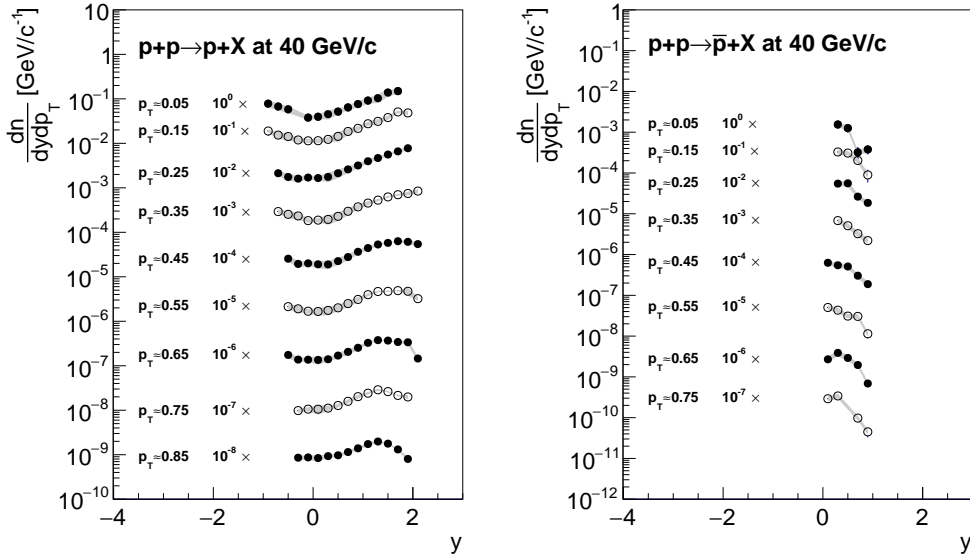 p+p→p+X at 40 GeV/c
dn/dydp_T [GeV/c⁻¹]
10
1
10⁻¹
10⁻²
10⁻³
10⁻⁴
10⁻⁵
10⁻⁶
10⁻⁷
10⁻⁸
10⁻⁹
10⁻¹⁰
p_T≈0.05 10⁰ ×
p_T≈0.15 10⁻¹ ×
p_T≈0.25 10⁻² ×
p_T≈0.35 10⁻³ ×
p_T≈0.45 10⁻⁴ ×
p_T≈0.55 10⁻⁵ ×
p_T≈0.65 10⁻⁶ ×
p_T≈0.75 10⁻⁷ ×
p_T≈0.85 10⁻⁸ ×
−4 −2 0 2
y
p+p→p̅+X at 40 GeV/c
dn/dydp_T [GeV/c⁻¹]
1
10⁻¹
10⁻²
10⁻³
10⁻⁴
10⁻⁵
10⁻⁶
10⁻⁷
10⁻⁸
10⁻⁹
10⁻¹⁰
10⁻¹¹
10⁻¹²
p_T≈0.05 10⁰ ×
p_T≈0.15 10⁻¹ ×
p_T≈0.25 10⁻² ×
p_T≈0.35 10⁻³ ×
p_T≈0.45 10⁻⁴ ×
p_T≈0.55 10⁻⁵ ×
p_T≈0.65 10⁻⁶ ×
p_T≈0.75 10⁻⁷ ×
−4 −2 0 2
y